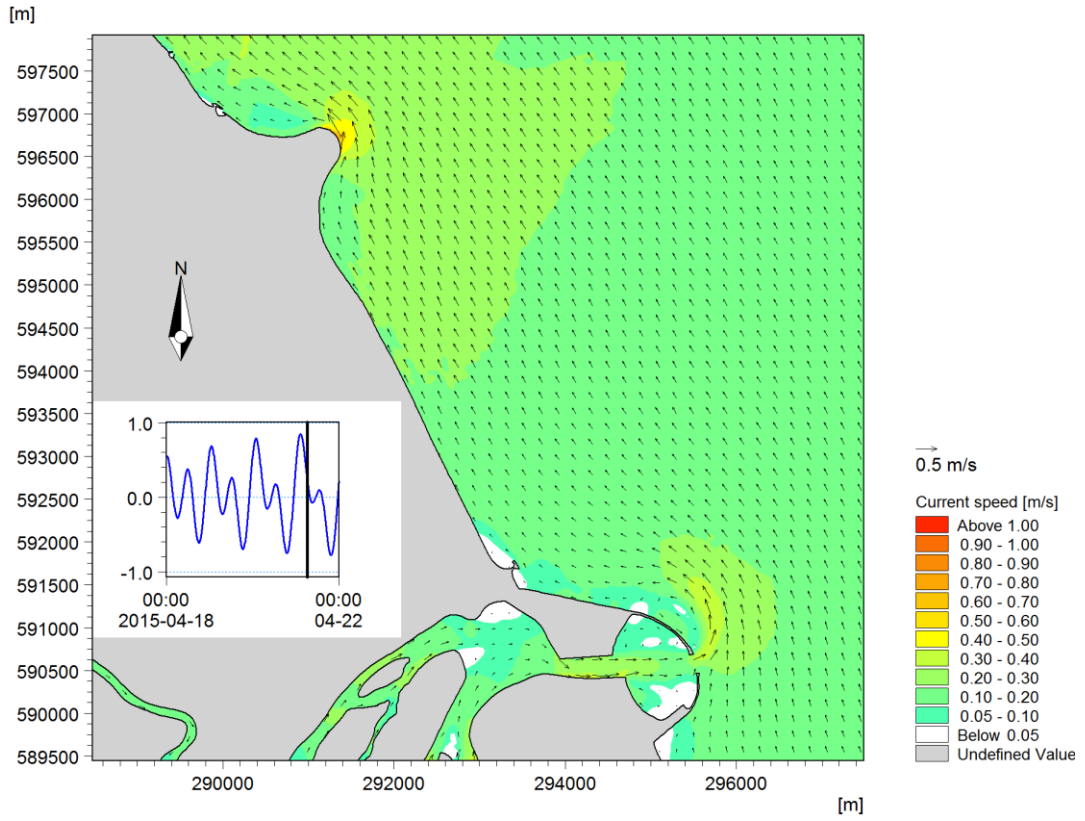 [m]
597500
597000
596500
596000
595500
595000
594500
594000
593500
593000
592500
592000
591500
591000
590500
590000
589500
N
1.0
0.0
-1.0
00:00 00:00
2015-04-18 04-22
290000 292000 294000 296000
[m]
0.5 m/s
Current speed [m/s]
Above 1.00
0.90 - 1.00
0.80 - 0.90
0.70 - 0.80
0.60 - 0.70
0.50 - 0.60
0.40 - 0.50
0.30 - 0.40
0.20 - 0.30
0.10 - 0.20
0.05 - 0.10
Below 0.05
Undefined Value